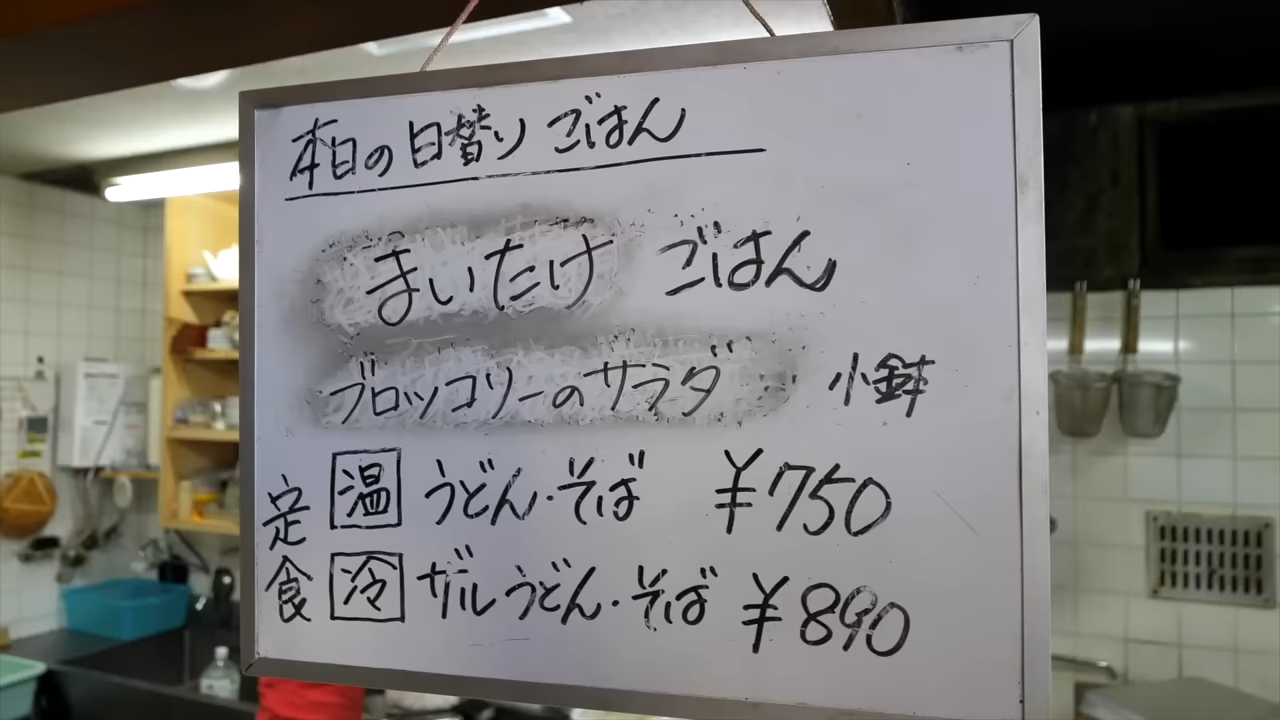 本日の日替り ごはん
まいたけ ごはん
ブロッコリーのサラダ 小鉢
定食
温 うどん・そば ¥750
冷 ザルうどん・そば ¥890